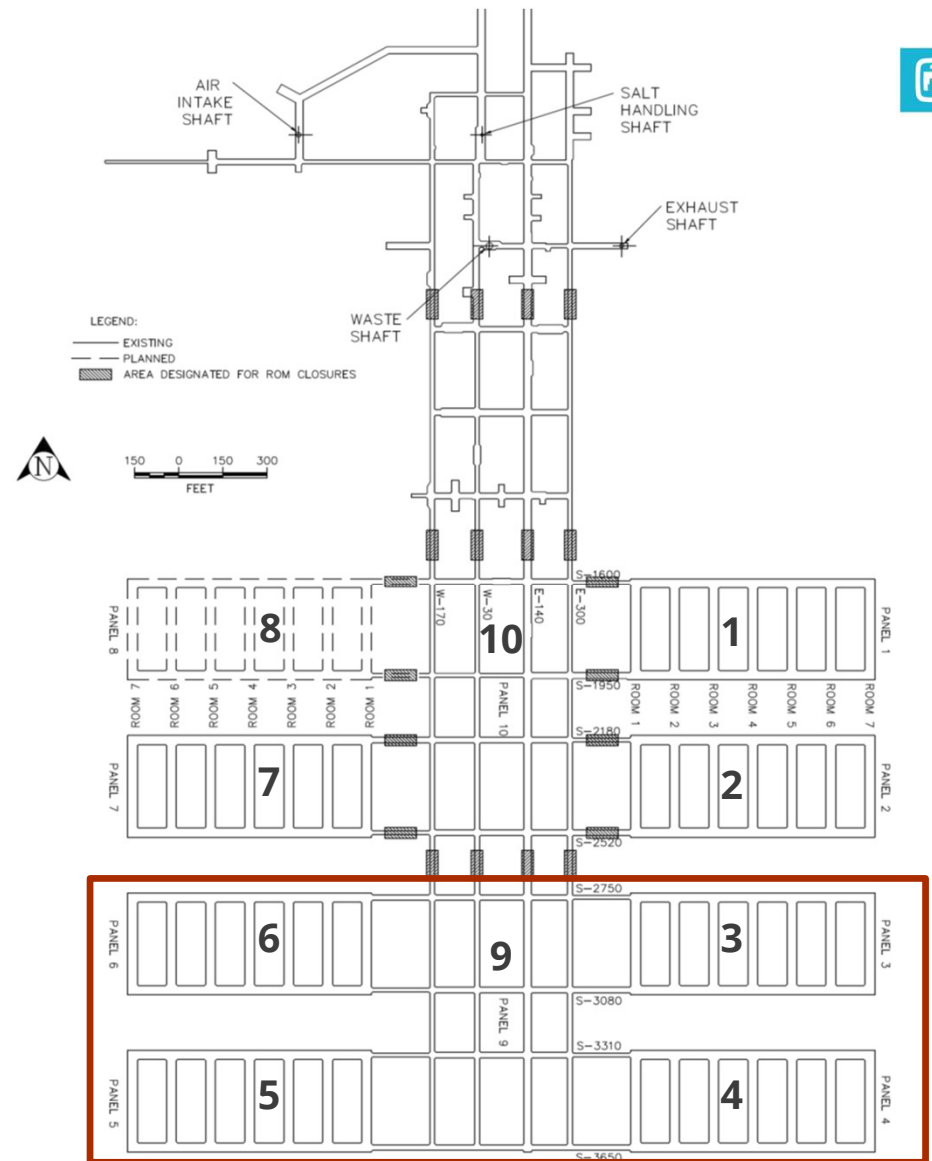 AIR
INTAKE
SHAFT
SALT
HANDLING
SHAFT
EXHAUST
SHAFT
WASTE
SHAFT
LEGEND:
EXISTING
PLANNED
AREA DESIGNATED FOR ROM CLOSURES
N
150 0 150 300
FEET
S-1600
W-170
W-30
E-140
E-300
PANEL 8
8
10
1
PANEL 1
S-1950
ROOM 7
ROOM 6
ROOM 5
ROOM 4
ROOM 3
ROOM 2
ROOM 1
PANEL 10
ROOM 1
ROOM 2
ROOM 3
ROOM 4
ROOM 5
ROOM 6
ROOM 7
S-2180
PANEL 7
7
2
PANEL 2
S-2520
S-2750
PANEL 6
6
9
3
PANEL 3
S-3080
PANEL 9
S-3310
PANEL 5
5
4
PANEL 4
S-3650